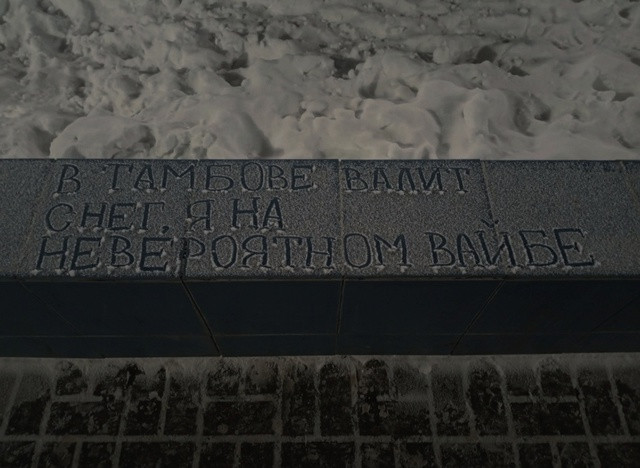 В ТАМБОВЕ ВАЛИТ
СНЕГ, Я НА
НЕВЕРОЯТНОМ ВАЙБЕ